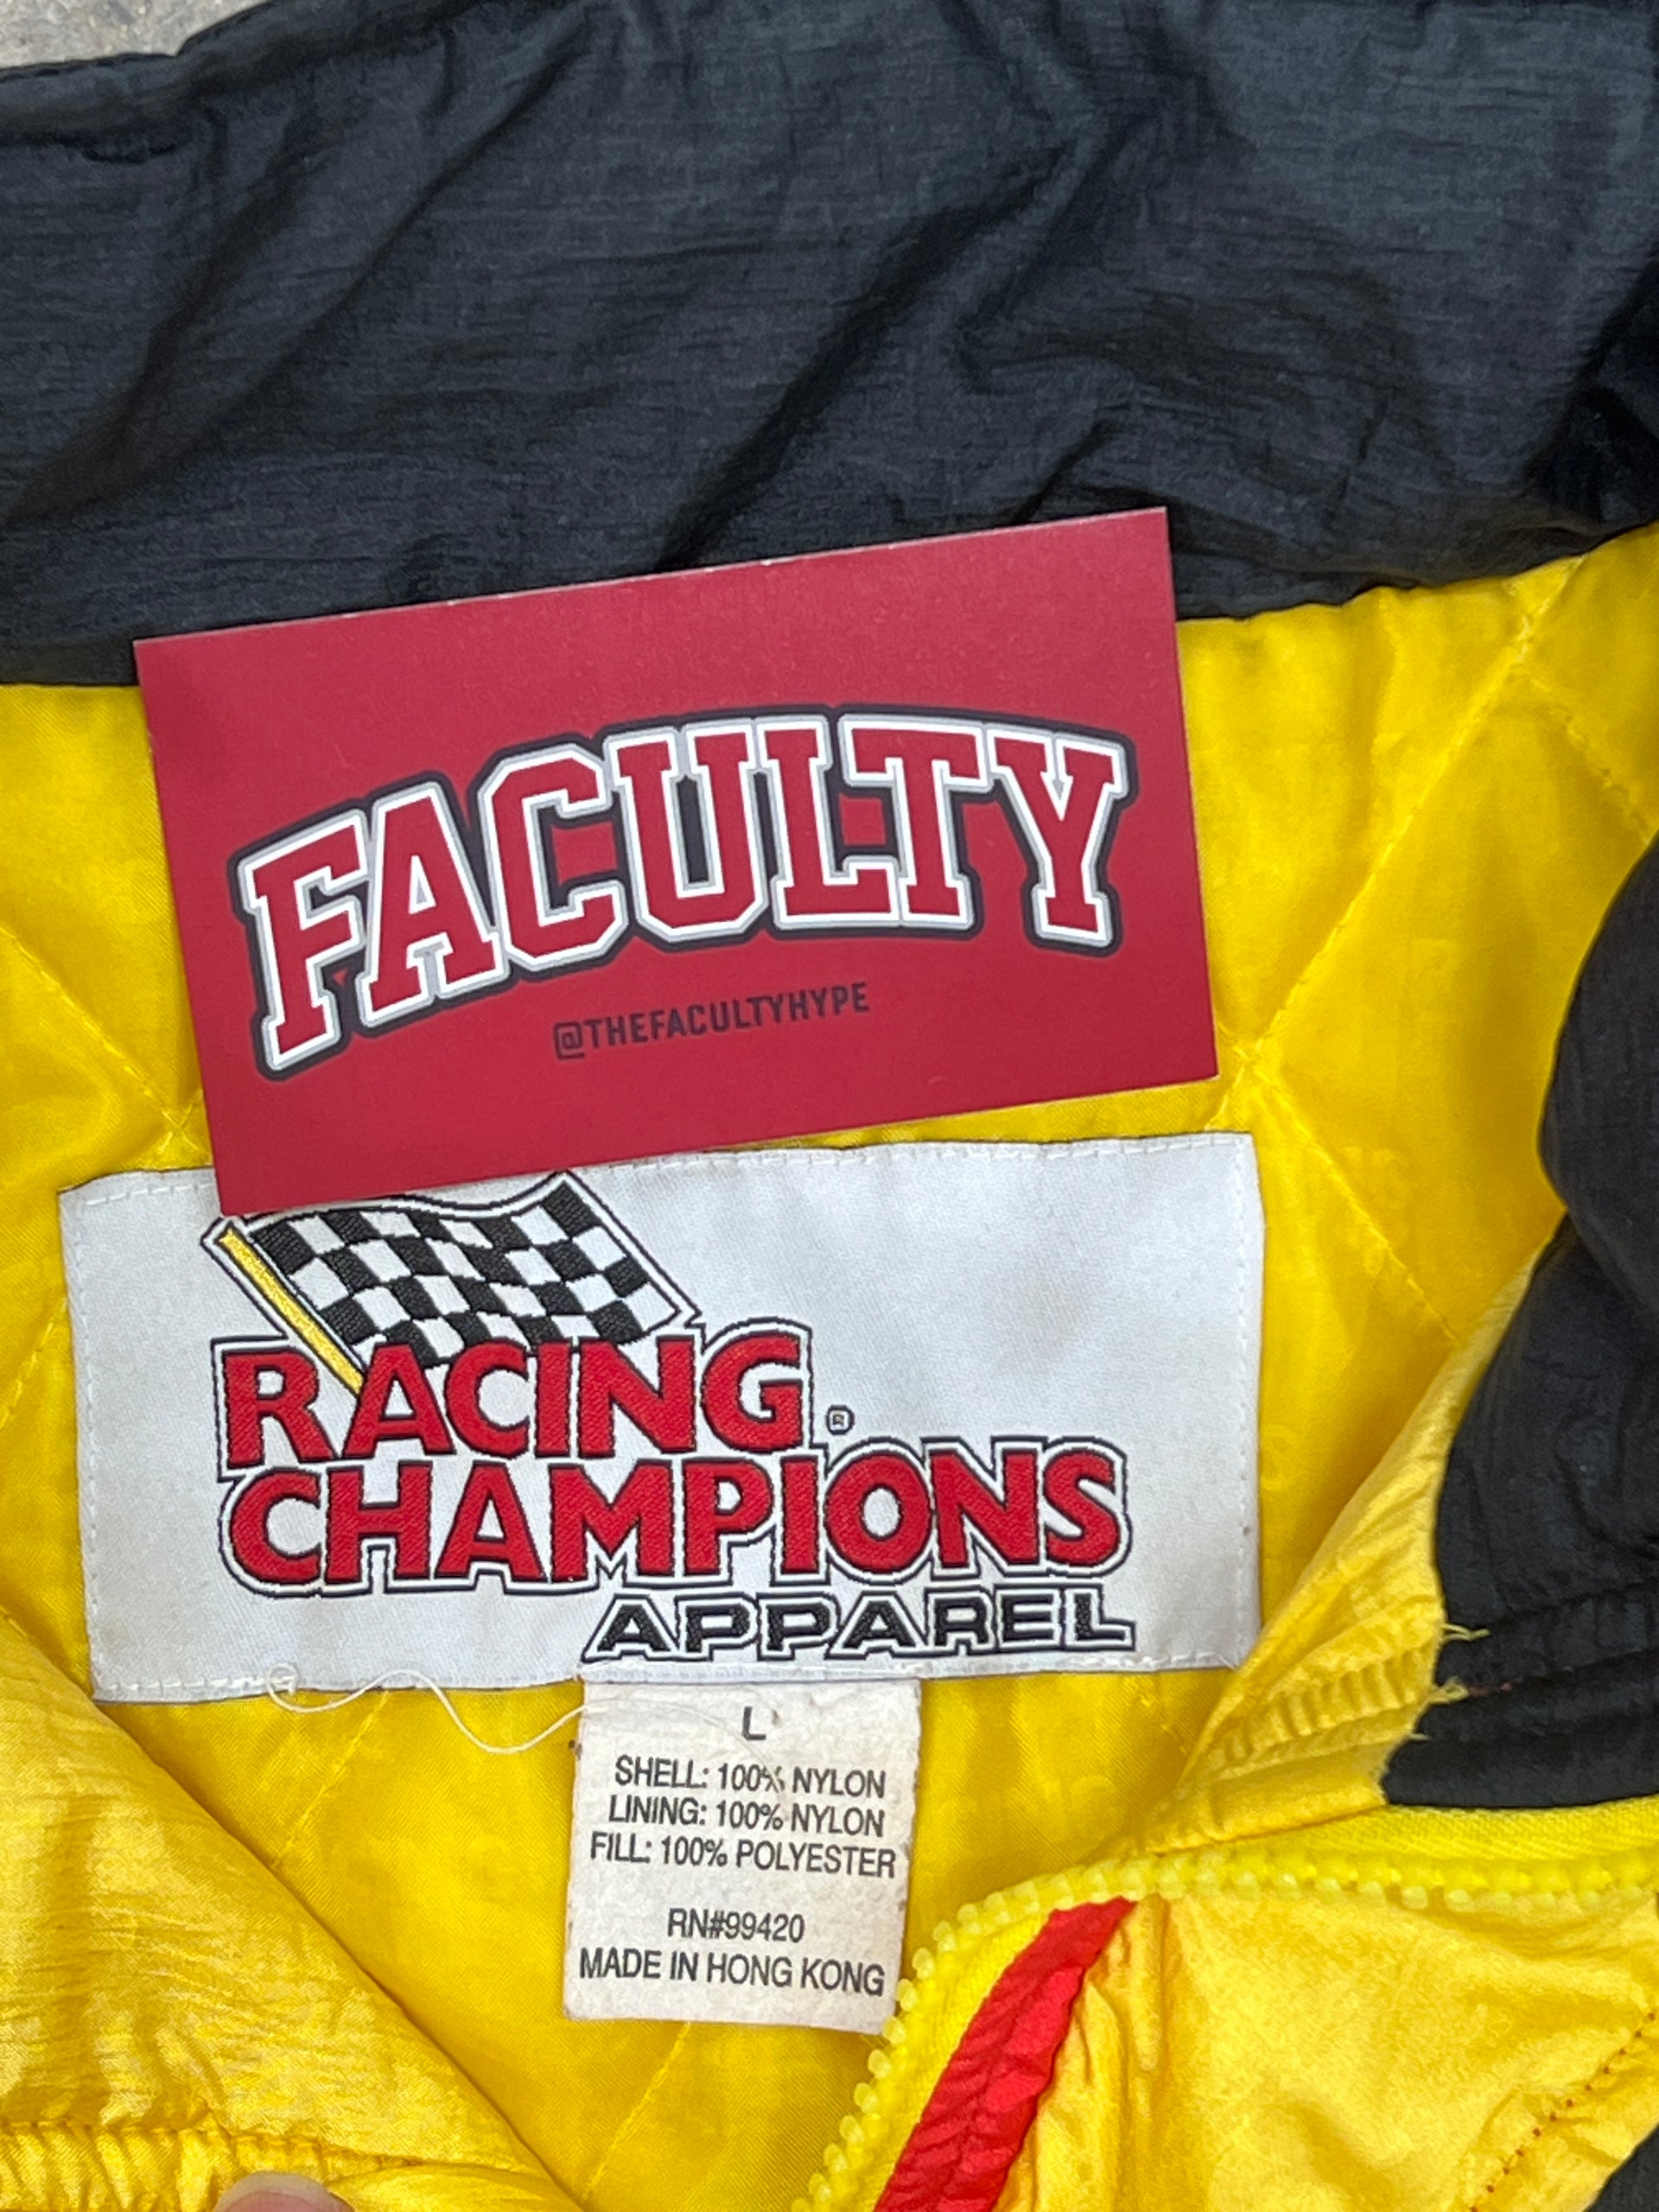 FACULTY
@THEFACULTYHYPE
RACING
®
CHAMPIONS
APPAREL
L
SHELL: 100% NYLON
LINING: 100% NYLON
FILL: 100% POLYESTER
RN#99420
MADE IN HONG KONG